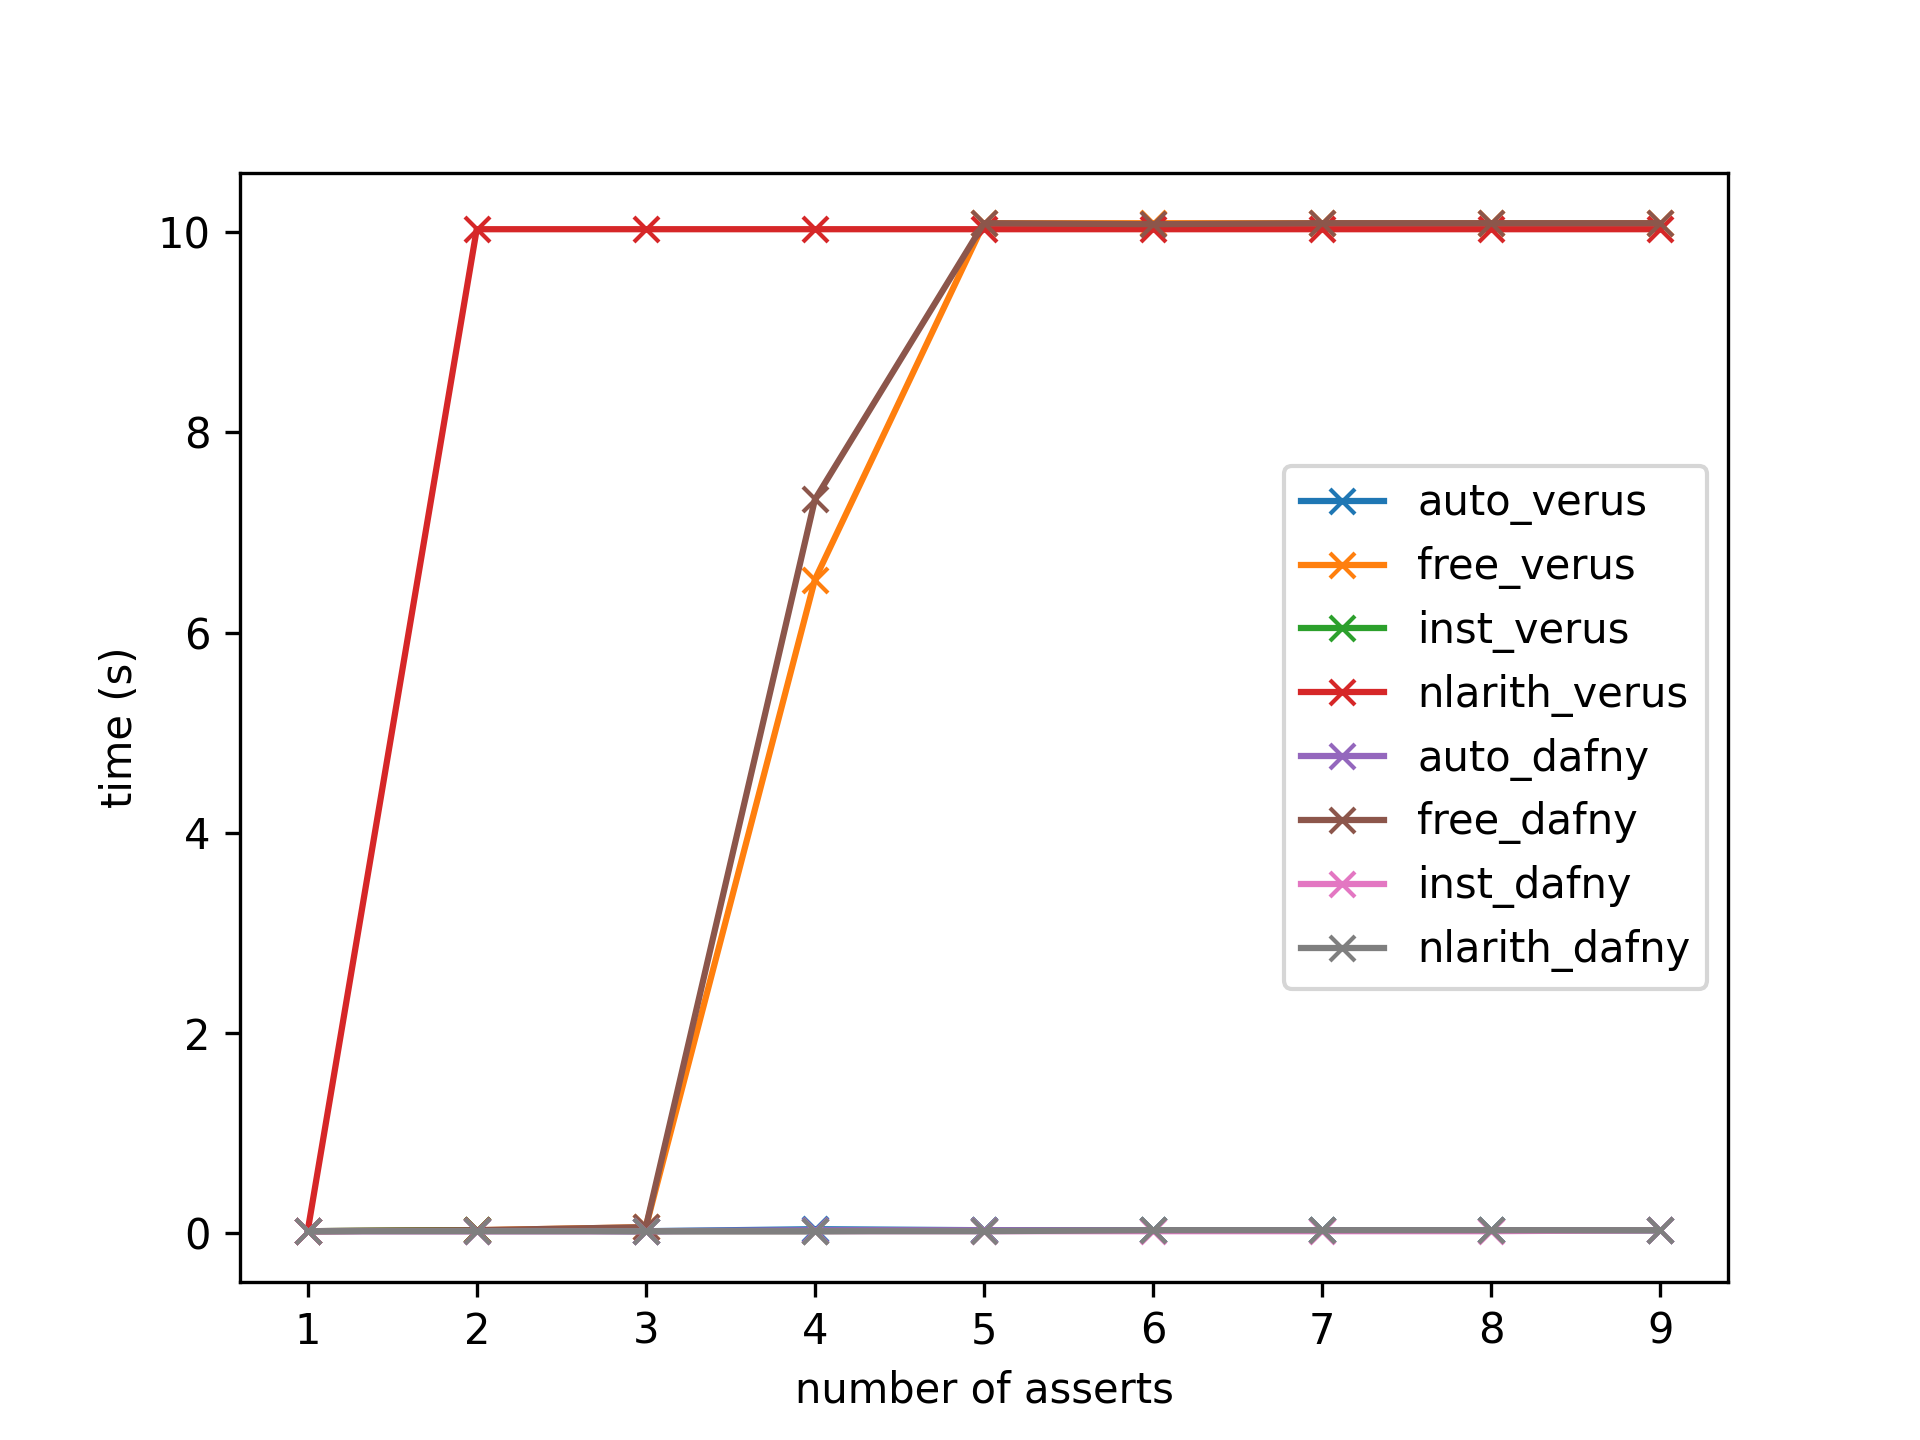 10
8
6
4
2
0
time (s)
1 2 3 4 5 6 7 8 9
number of asserts
auto_verus
free_verus
inst_verus
nlarith_verus
auto_dafny
free_dafny
inst_dafny
nlarith_dafny